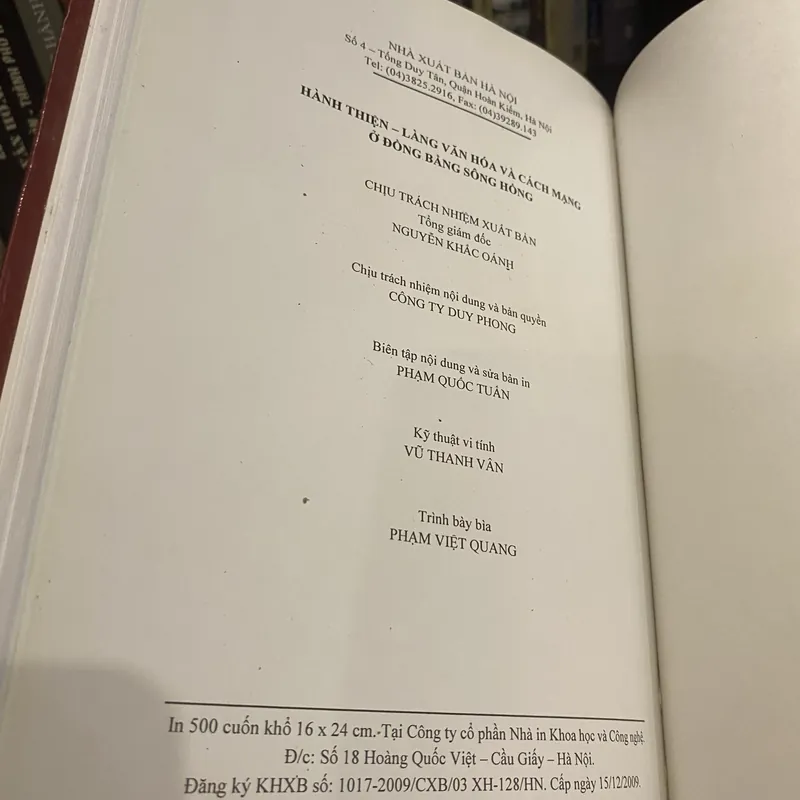 NHÀ XUẤT BẢN HÀ NỘI
Số 4 – Tống Duy Tân, Quận Hoàn Kiếm, Hà Nội
Tel: (04)3825.2916, Fax: (04)39289.143
HÀNH THIỆN – LÀNG VĂN HÓA VÀ CÁCH MẠNG
Ở ĐỒNG BẰNG SÔNG HỒNG
CHỊU TRÁCH NHIỆM XUẤT BẢN
Tổng giám đốc
NGUYỄN KHẮC OÁNH
Chịu trách nhiệm nội dung và bản quyền
CÔNG TY DUY PHONG
Biên tập nội dung và sửa bản in
PHẠM QUỐC TUẤN
Kỹ thuật vi tính
VŨ THANH VÂN
Trình bày bìa
PHẠM VIỆT QUANG
In 500 cuốn khổ 16 x 24 cm.-Tại Công ty cổ phần Nhà in Khoa học và Công nghệ.
Đ/c: Số 18 Hoàng Quốc Việt – Cầu Giấy – Hà Nội.
Đăng ký KHXB số: 1017-2009/CXB/03 XH-128/HN. Cấp ngày 15/12/2009.